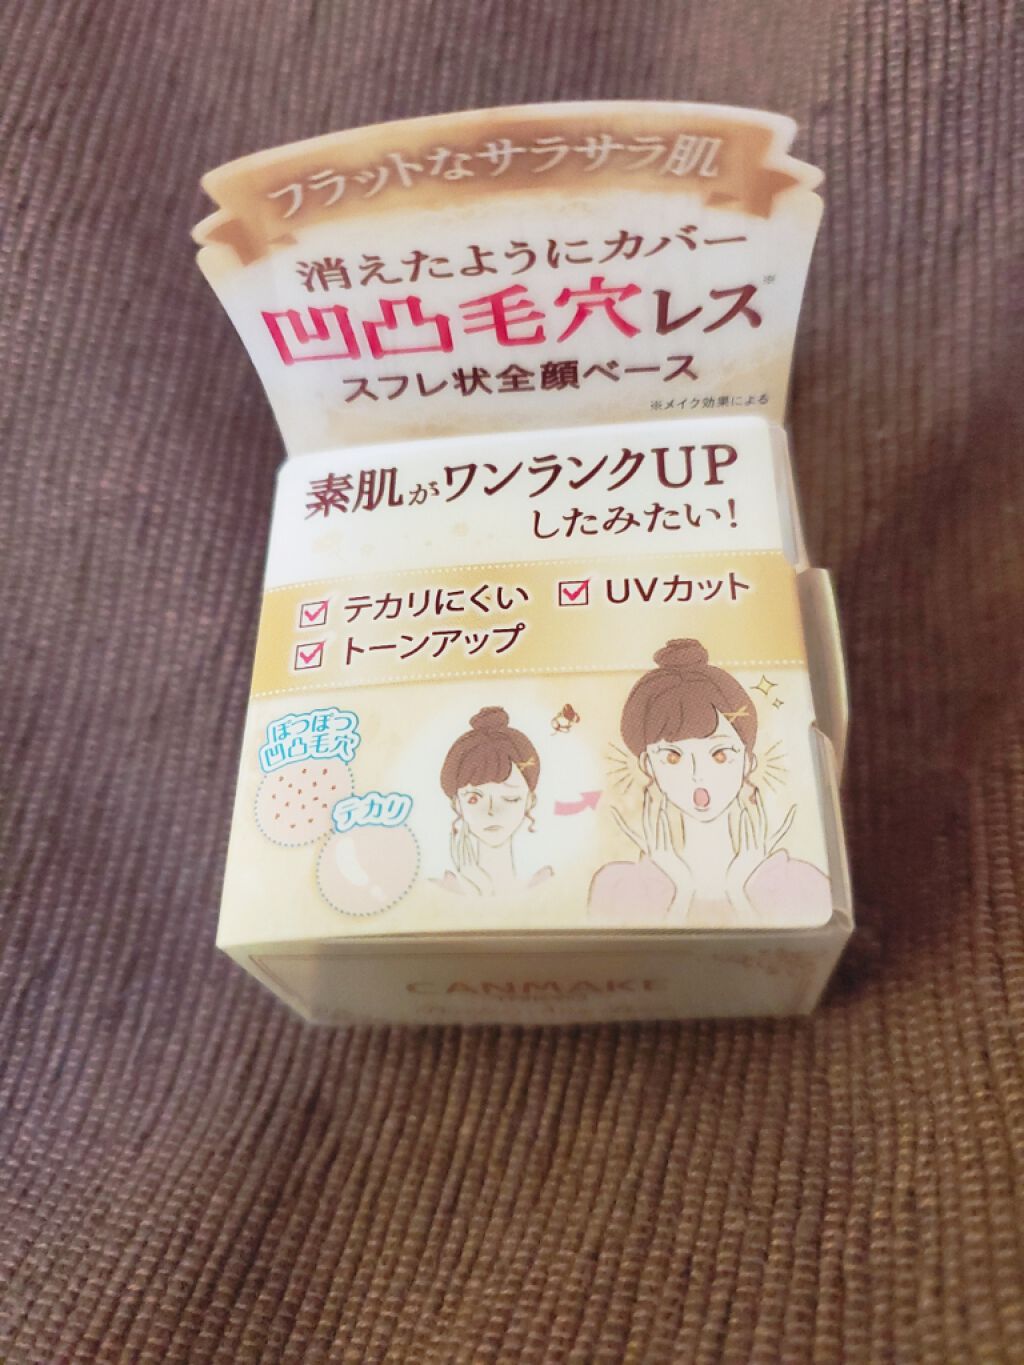 フラットなサラサラ肌
消えたようにカバー
凹凸毛穴レス※
スフレ状全顔ベース
※メイク効果による
素肌がワンランクUP
したみたい!
テカリにくい UVカット
トーンアップ
ぽつぽつ
凹凸毛穴
テカリ
CANMAKE